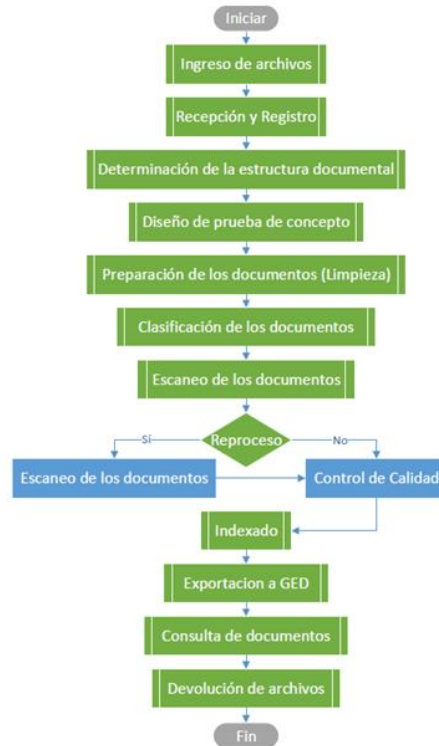 Iniciar
Ingreso de archivos
Recepción y Registro
Determinación de la estructura documental
Diseño de prueba de concepto
Preparación de los documentos (Limpieza)
Clasificación de los documentos
Escaneo de los documentos
Sí
Reproceso
No
Escaneo de los documentos
Control de Calidad
Indexado
Exportacion a GED
Consulta de documentos
Devolución de archivos
Fin